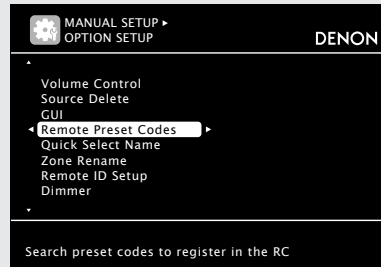 MANUAL SETUP ▸
OPTION SETUP
DENON
Volume Control
Source Delete
GUI
Remote Preset Codes
Quick Select Name
Zone Rename
Remote ID Setup
Dimmer
Search preset codes to register in the RC